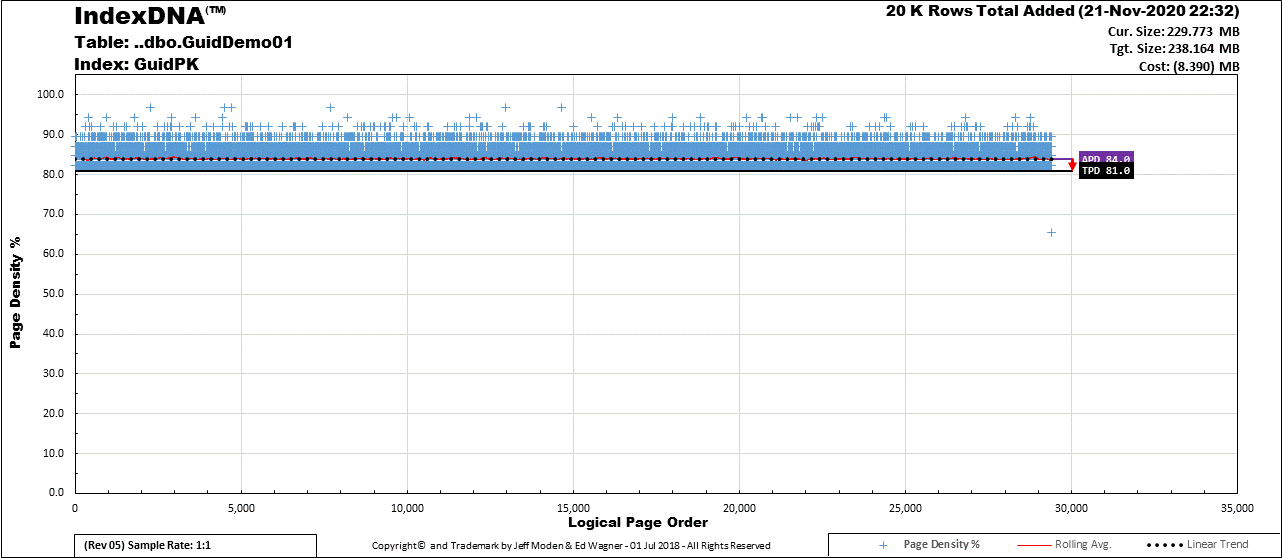 IndexDNA(TM)
Table: ..dbo.GuidDemo01
Index: GuidPK
20 K Rows Total Added (21-Nov-2020 22:32)
Cur. Size: 229.773 MB
Tgt. Size: 238.164 MB
Cost: (8.390) MB
Page Density %
100.0
90.0
80.0
70.0
60.0
50.0
40.0
30.0
20.0
10.0
0.0
APD 84.0
TPD 81.0
0 5,000 10,000 15,000 20,000 25,000 30,000 35,000
Logical Page Order
(Rev 05) Sample Rate: 1:1
Copyright© and Trademark by Jeff Moden & Ed Wagner - 01 Jul 2018 - All Rights Reserved
Page Density % Rolling Avg. Linear Trend